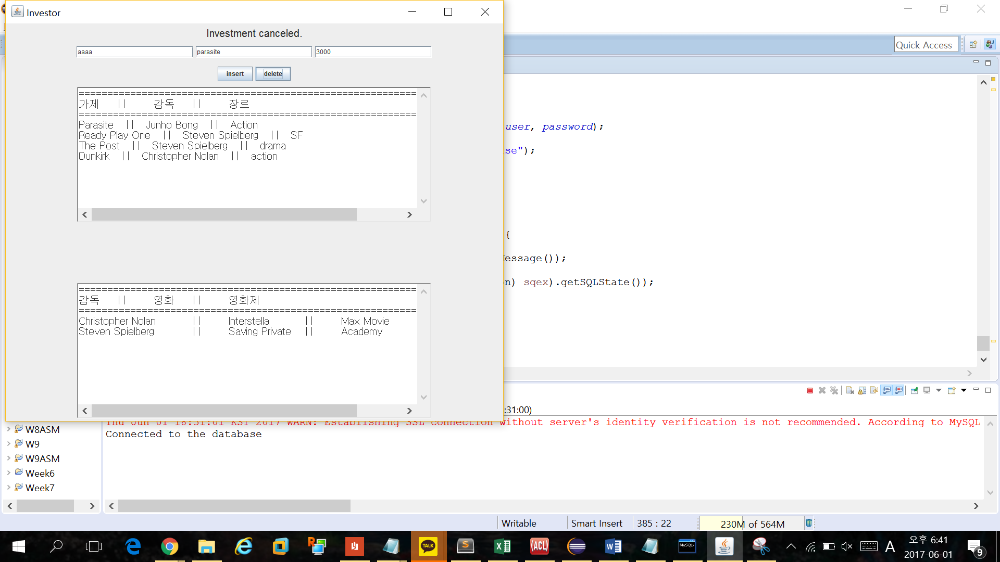 Investor
Investment canceled.
aaaa parasite 3000
insert delete
====================================================
가제 || 감독 || 장르
====================================================
Parasite || Junho Bong || Action
Ready Play One || Steven Spielberg || SF
The Post || Steven Spielberg || drama
Dunkirk || Christopher Nolan || action
====================================================
감독 || 영화 || 영화제
====================================================
Christopher Nolan || Interstella || Max Movie
Steven Spielberg || Saving Private || Academy
Quick Access
user, password);
se");
{
essage());
n) sqex).getSQLState());
:31:00)
Thu Jun 01 18:31:01 KST 2017 WARN: Establishing SSL connection without server's identity verification is not recommended. According to MySQL
Connected to the database
W8ASM
W9
W9ASM
Week6
Week7
Writable Smart Insert 385 : 22 230M of 564M
TALK
S
(ACL)
MySQL
A
오후 6:41
2017-06-01
9